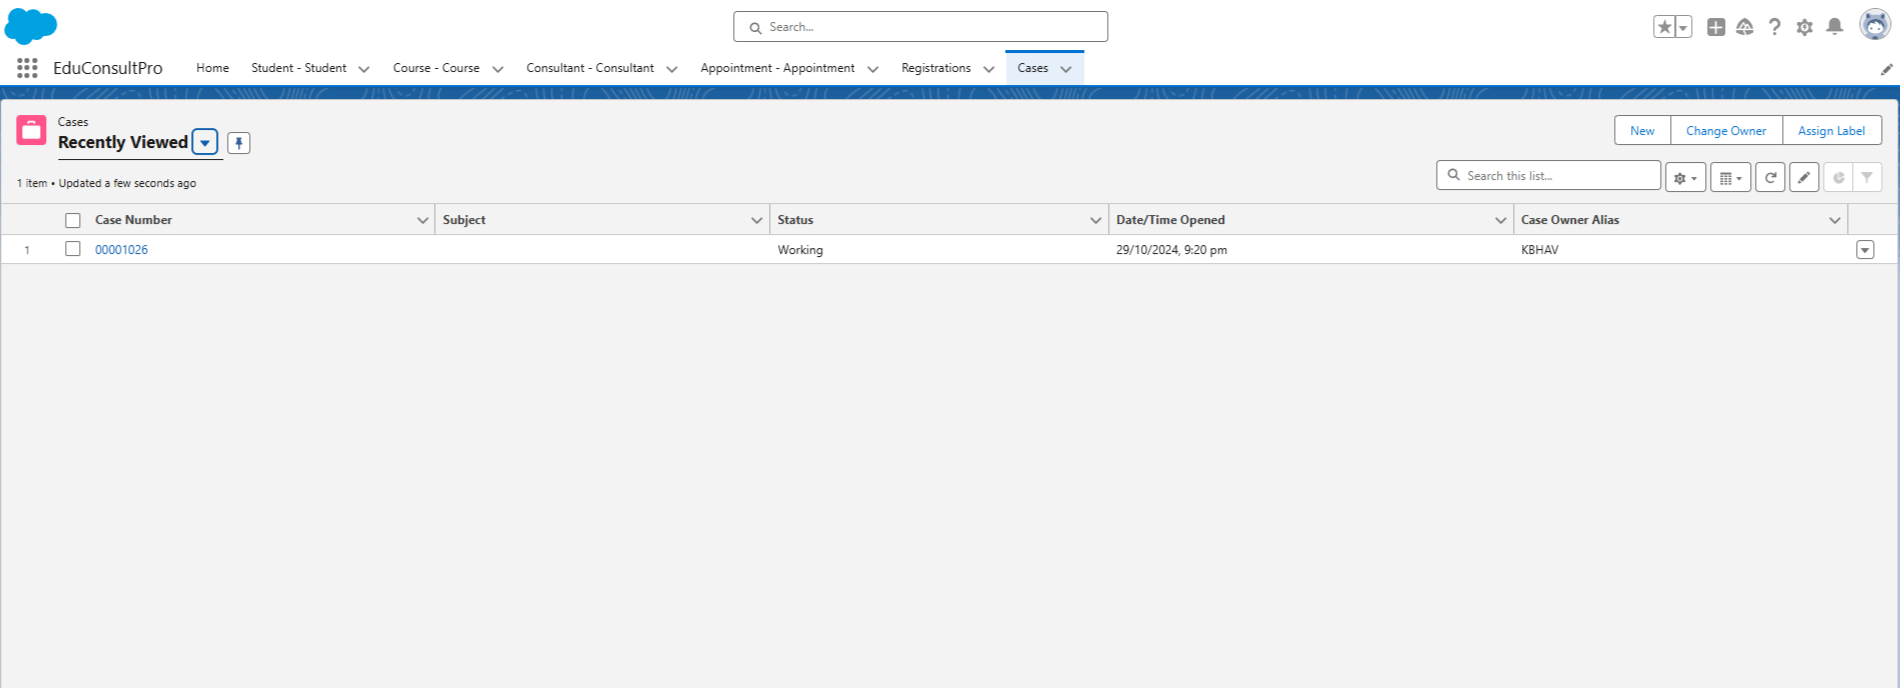 Search...
EduConsultPro Home Student - Student Course - Course Consultant - Consultant Appointment - Appointment Registrations Cases
Cases
Recently Viewed
New Change Owner Assign Label
1 item • Updated a few seconds ago
Search this list...
Case Number Subject Status Date/Time Opened Case Owner Alias
1 00001026 Working 29/10/2024, 9:20 pm KBHAV